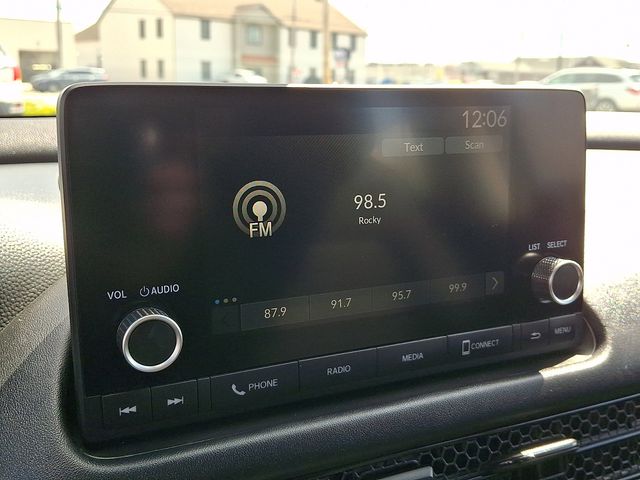 12:06
Text Scan
FM
98.5
Rocky
LIST SELECT
VOL AUDIO
87.9 91.7 95.7 99.9
PHONE RADIO MEDIA CONNECT MENU